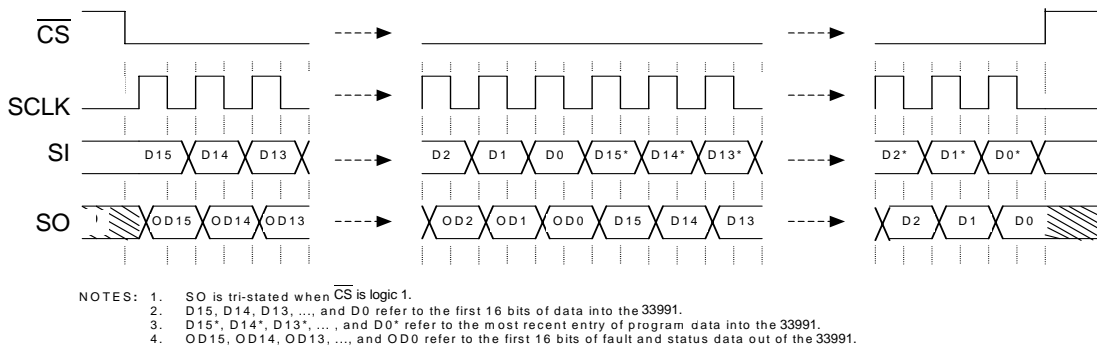 CS
SCLK
SI D15 D14 D13 D2 D1 D0 D15* D14* D13* D2* D1* D0*
SO OD15 OD14 OD13 OD2 OD1 OD0 D15 D14 D13 D2 D1 D0
NOTES: 1. SO is tri-stated when CS is logic 1.
2. D15, D14, D13, ..., and D0 refer to the first 16 bits of data into the 33991.
3. D15*, D14*, D13*, ... , and D0* refer to the most recent entry of program data into the 33991.
4. OD15, OD14, OD13, ..., and OD0 refer to the first 16 bits of fault and status data out of the 33991.